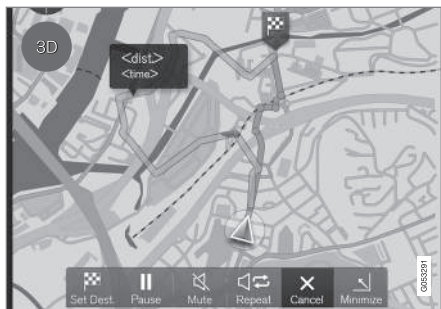 3D
<dist.>
<time>
Set Dest. Pause Mute Repeat Cancel Minimize
G053291